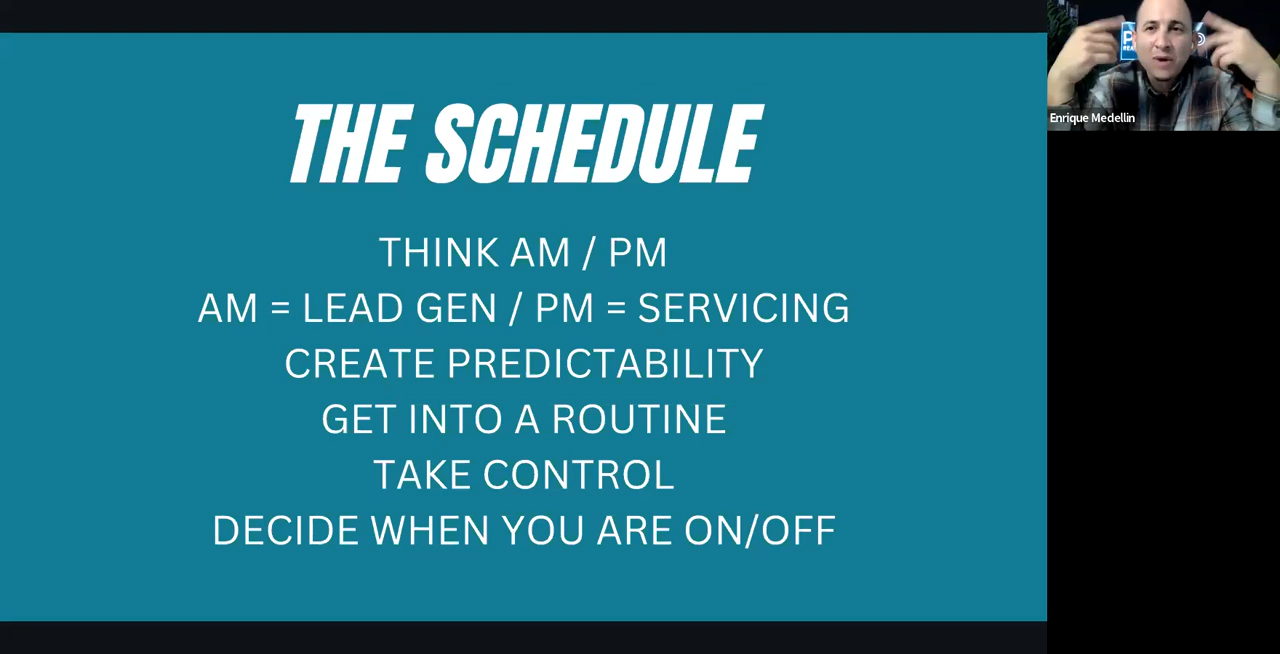 THE SCHEDULE
THINK AM / PM
AM = LEAD GEN / PM = SERVICING
CREATE PREDICTABILITY
GET INTO A ROUTINE
TAKE CONTROL
DECIDE WHEN YOU ARE ON/OFF
Enrique Medellin